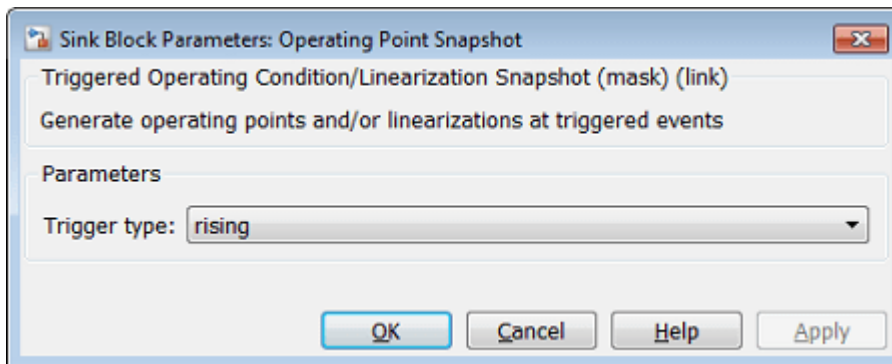 Sink Block Parameters: Operating Point Snapshot
Triggered Operating Condition/Linearization Snapshot (mask) (link)
Generate operating points and/or linearizations at triggered events
Parameters
Trigger type: rising
OK Cancel Help Apply